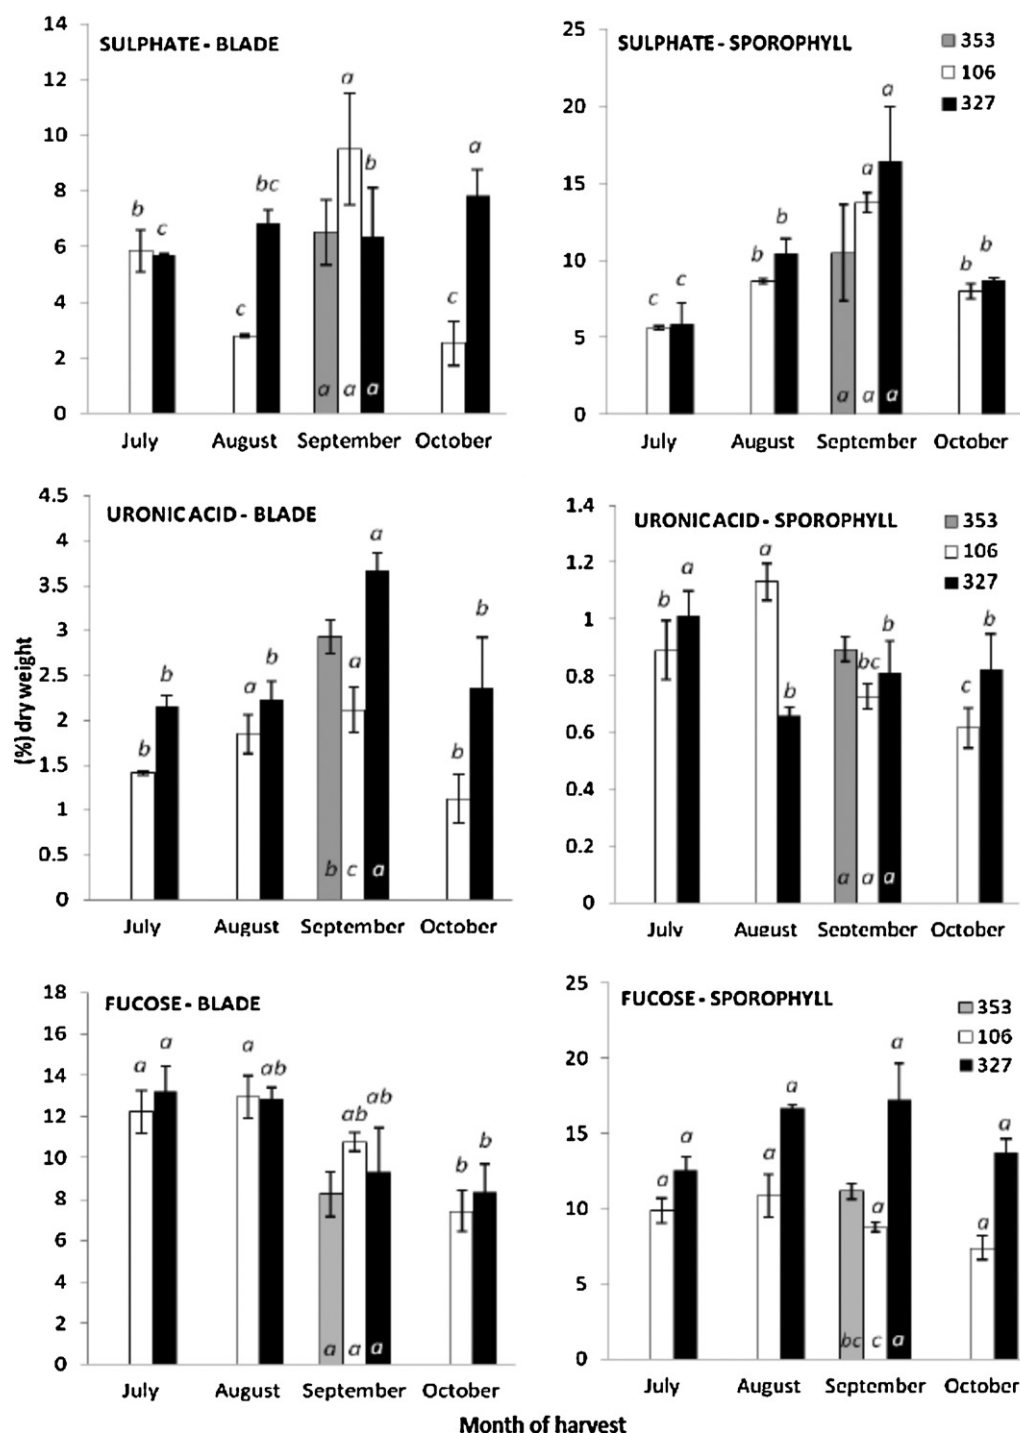 SULPHATE - BLADE
14
12
10
8
6
4
2
0
b
c
c
bc
a
b
c
a
a
a
a
July
August
September
October
SULPHATE - SPOROPHYLL
353
106
327
25
20
15
10
5
0
c
c
b
b
a
a
b
b
a
a
a
July
August
September
October
(%) dry weight
URONIC ACID - BLADE
4.5
4
3.5
3
2.5
2
1.5
1
0.5
0
b
b
a
b
a
a
b
b
b
c
a
July
August
September
October
URONIC ACID - SPOROPHYLL
353
106
327
1.4
1.2
1
0.8
0.6
0.4
0.2
0
b
a
a
b
bc
b
c
b
a
a
a
July
August
September
October
FUCOSE - BLADE
18
16
14
12
10
8
6
4
2
0
a
a
a
ab
ab
ab
b
b
a
a
a
July
August
September
October
FUCOSE - SPOROPHYLL
353
106
327
25
20
15
10
5
0
a
a
a
a
a
a
a
a
bc
c
a
July
August
September
October
Month of harvest